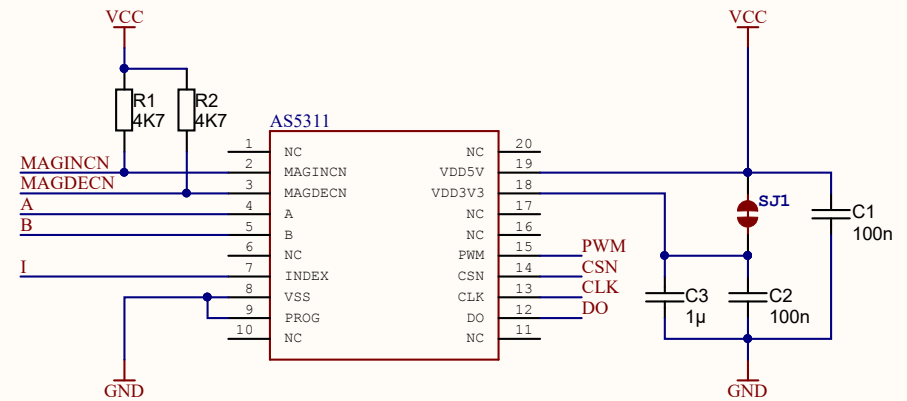 VCC
VCC
R1
4K7
R2
4K7
AS5311
1
NC
NC
20
MAGINCN
2
MAGINCN
VDD5V
19
MAGDECN
3
MAGDECN
VDD3V3
18
SJ1
A
4
A
NC
17
C1
100n
B
5
B
NC
16
6
NC
PWM
15
PWM
I
7
INDEX
CSN
14
CSN
8
VSS
CLK
13
CLK
C3
1µ
C2
100n
9
PROG
DO
12
DO
10
NC
NC
11
GND
GND